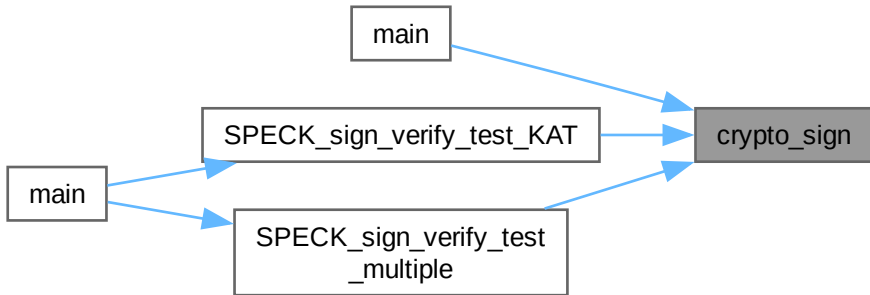 main
SPECK_sign_verify_test_KAT
crypto_sign
main
SPECK_sign_verify_test
_multiple